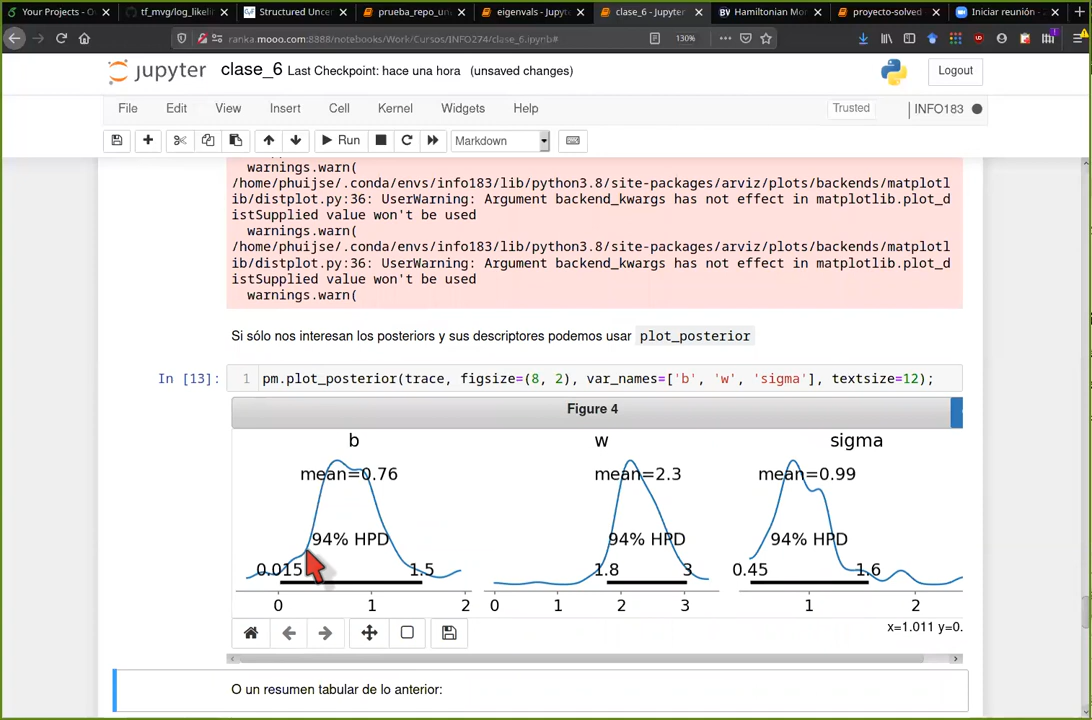 Your Projects - O
tf_mvg/log_likeli
Structured Uncer
prueba_repo_un
eigenvals - Jupyte
clase_6 - Jupyter
Hamiltonian Mor
proyecto-solved
Iniciar reunión - Z
ranka.mooo.com:8888/notebooks/Work/Cursos/INFO274/clase_6.ipynb#
130%
jupyter clase_6 Last Checkpoint: hace una hora (unsaved changes)
Logout
File Edit View Insert Cell Kernel Widgets Help
Trusted
INFO183
Run
Markdown
warnings.warn(
/home/phuijse/.conda/envs/info183/lib/python3.8/site-packages/arviz/plots/backends/matplotl
ib/distplot.py:36: UserWarning: Argument backend_kwargs has not effect in matplotlib.plot_d
istSupplied value won't be used
warnings.warn(
/home/phuijse/.conda/envs/info183/lib/python3.8/site-packages/arviz/plots/backends/matplotl
ib/distplot.py:36: UserWarning: Argument backend_kwargs has not effect in matplotlib.plot_d
istSupplied value won't be used
warnings.warn(
Si sólo nos interesan los posteriors y sus descriptores podemos usar plot_posterior
In [13]: 1 pm.plot_posterior(trace, figsize=(8, 2), var_names=['b', 'w', 'sigma'], textsize=12);
Figure 4
b w sigma
mean=0.76 mean=2.3 mean=0.99
94% HPD 94% HPD 94% HPD
0.015 1.5 1.8 3 0.45 1.6
0 1 2 0 1 2 3 1 2
x=1.011 y=0.
O un resumen tabular de lo anterior: